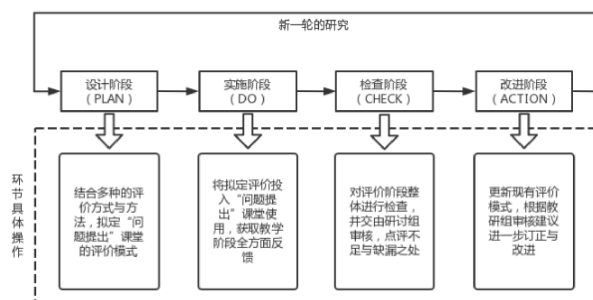 新一轮的研究
设计阶段
（PLAN）
实施阶段
（DO）
检查阶段
（CHECK）
改进阶段
（ACTION）
环
节
具
体
操
作
结合多种的评
价方式与方
法，拟定“问
题提出”课堂
的评价模式
将拟定评价投
入“问题提
出”课堂使
用，获取教学
阶段全方面反
馈
对评价阶段整
体进行检查，
并交由研讨组
审核，点评不
足与缺漏之处
更新现有评价
模式，根据教
研组审核建议
进一步订正与
改进